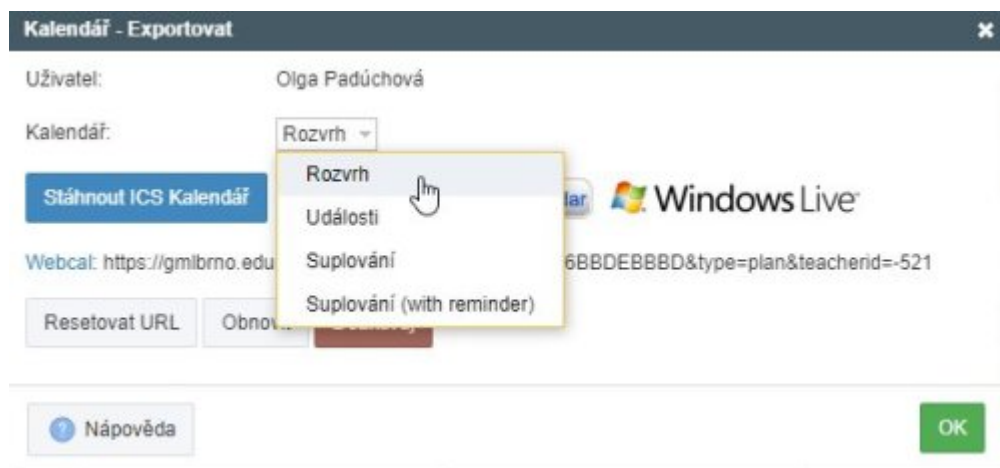 Kalendář - Exportovat
Uživatel: Olga Padúchová
Kalendář: Rozvrh
Rozvrh
Události
Suplování
Suplování (with reminder)
Stáhnout ICS Kalendář
Windows Live
Webcal: https://gmlbrno.edu 6BBDEBBBD&type=plan&teacherid=-521
Resetovat URL
Nápověda
OK